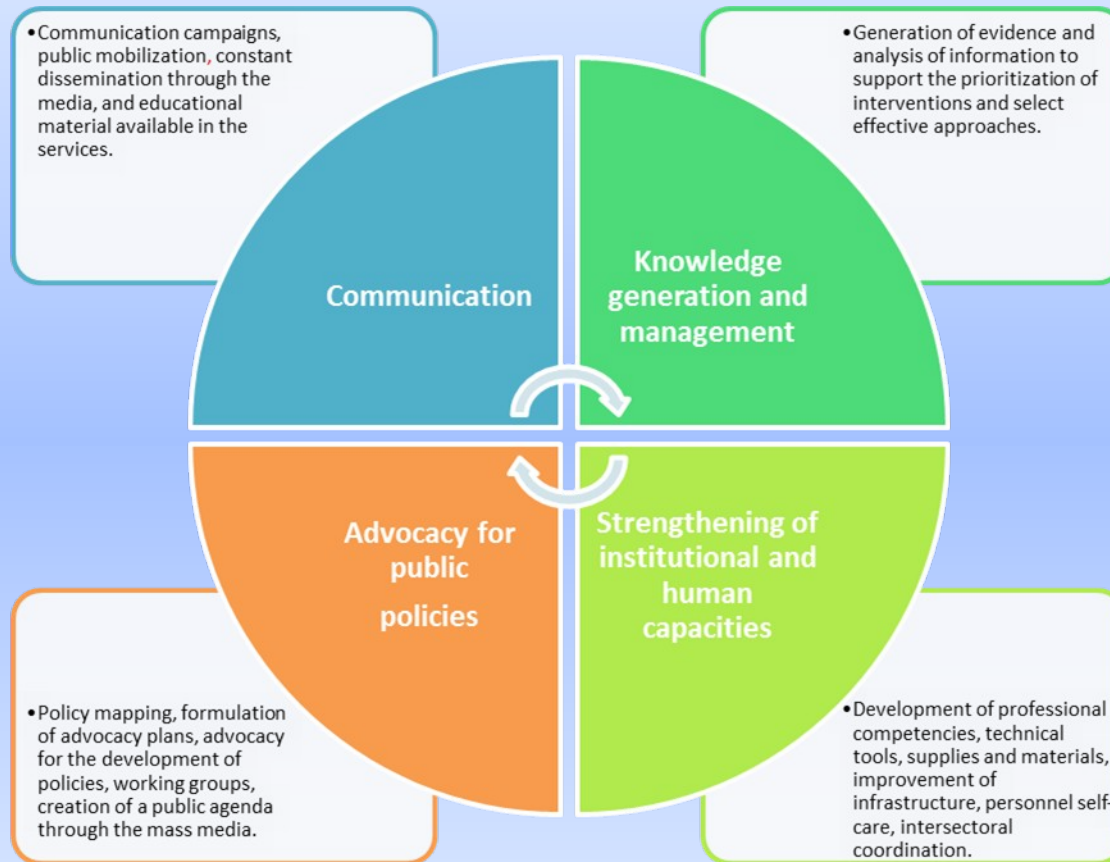 •Communication campaigns,
public mobilization, constant
dissemination through the
media, and educational
material available in the
services.
•Generation of evidence and
analysis of information to
support the prioritization of
interventions and select
effective approaches.
Communication
Knowledge
generation and
management
Advocacy for
public
policies
Strengthening of
institutional and
human
capacities
•Policy mapping, formulation
of advocacy plans, advocacy
for the development of
policies, working groups,
creation of a public agenda
through the mass media.
•Development of professional
competencies, technical
tools, supplies and materials,
improvement of
infrastructure, personnel self-
care, intersectoral
coordination.